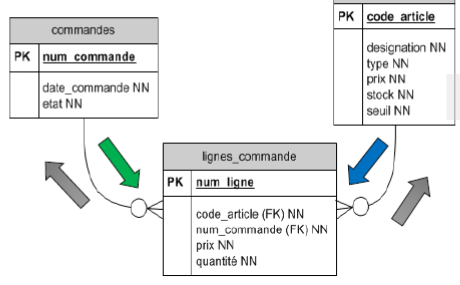 commandes
PK num_commande
date_commande NN
etat NN
PK code_article
designation NN
type NN
prix NN
stock NN
seuil NN
lignes_commande
PK num_ligne
code_article (FK) NN
num_commande (FK) NN
prix NN
quantité NN